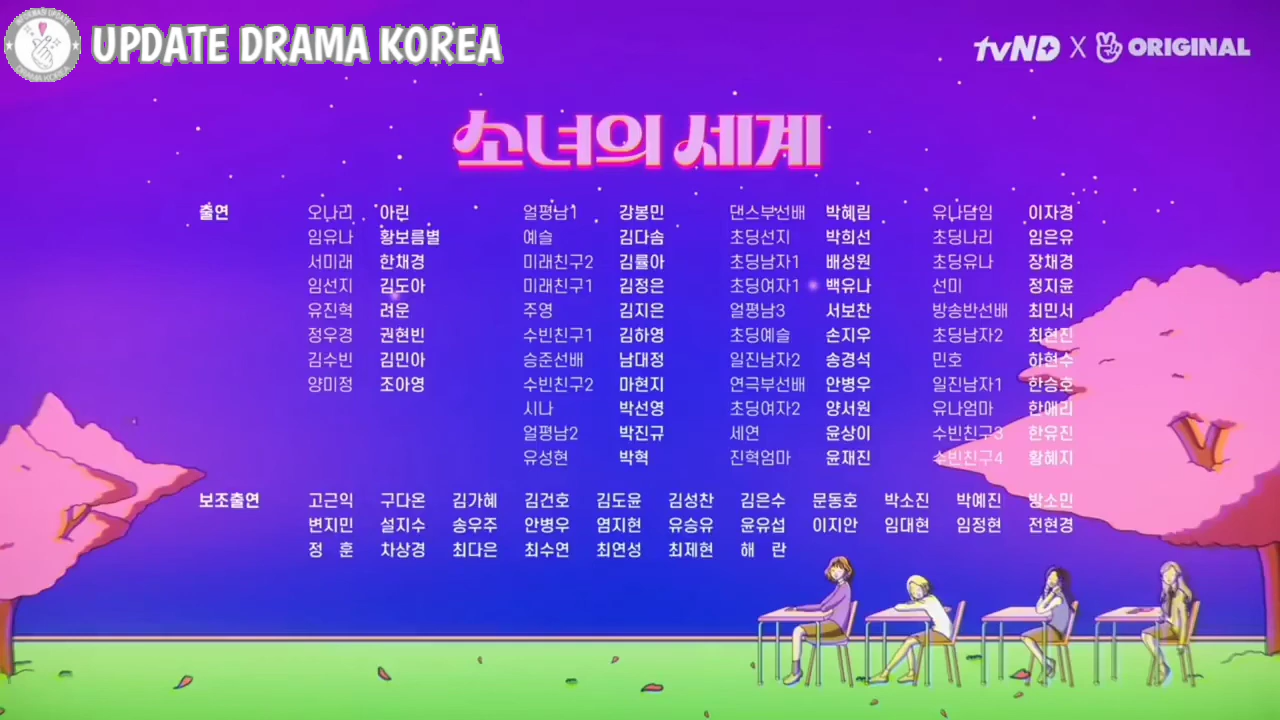 UPDATE DRAMA KOREA
DRAMA KOREA
tvND X ORIGINAL
소녀의 세계
출연 오나리 아린 얼평남1 강봉민 댄스부선배 박혜림 유나담임 이자경
임유나 황보름별 예슬 김다솜 초딩선지 박희선 초딩나리 임은유
서미래 한채경 미래친구2 김률아 초딩남자1 배성원 초딩유나 장채경
임선지 김도아 미래친구1 김정은 초딩여자1 백유나 선미 정지윤
유진혁 려운 주영 김지은 얼평남3 서보찬 방송반선배 최민서
정우경 권현빈 수빈친구1 김하영 초딩예슬 손지우 초딩남자2 최현진
김수빈 김민아 승준선배 남대정 일진남자2 송경석 민호 하현수
양미정 조아영 수빈친구2 마현지 연극부선배 안병우 일진남자1 한승호
시나 박선영 초딩여자2 양서원 유나엄마 한애리
얼평남2 박진규 세연 윤상이 수빈친구3 한유진
유성현 박혁 진혁엄마 윤재진 수빈친구4 황혜지
보조출연 고근익 구다온 김가혜 김건호 김도윤 김성찬 김은수 문동호 박소진 박예진 방소민
변지민 설지수 송우주 안병우 염지현 유승유 윤유섭 이지안 임대현 임정현 전현경
정 훈 차상경 최다은 최수연 최연성 최제현 해 란